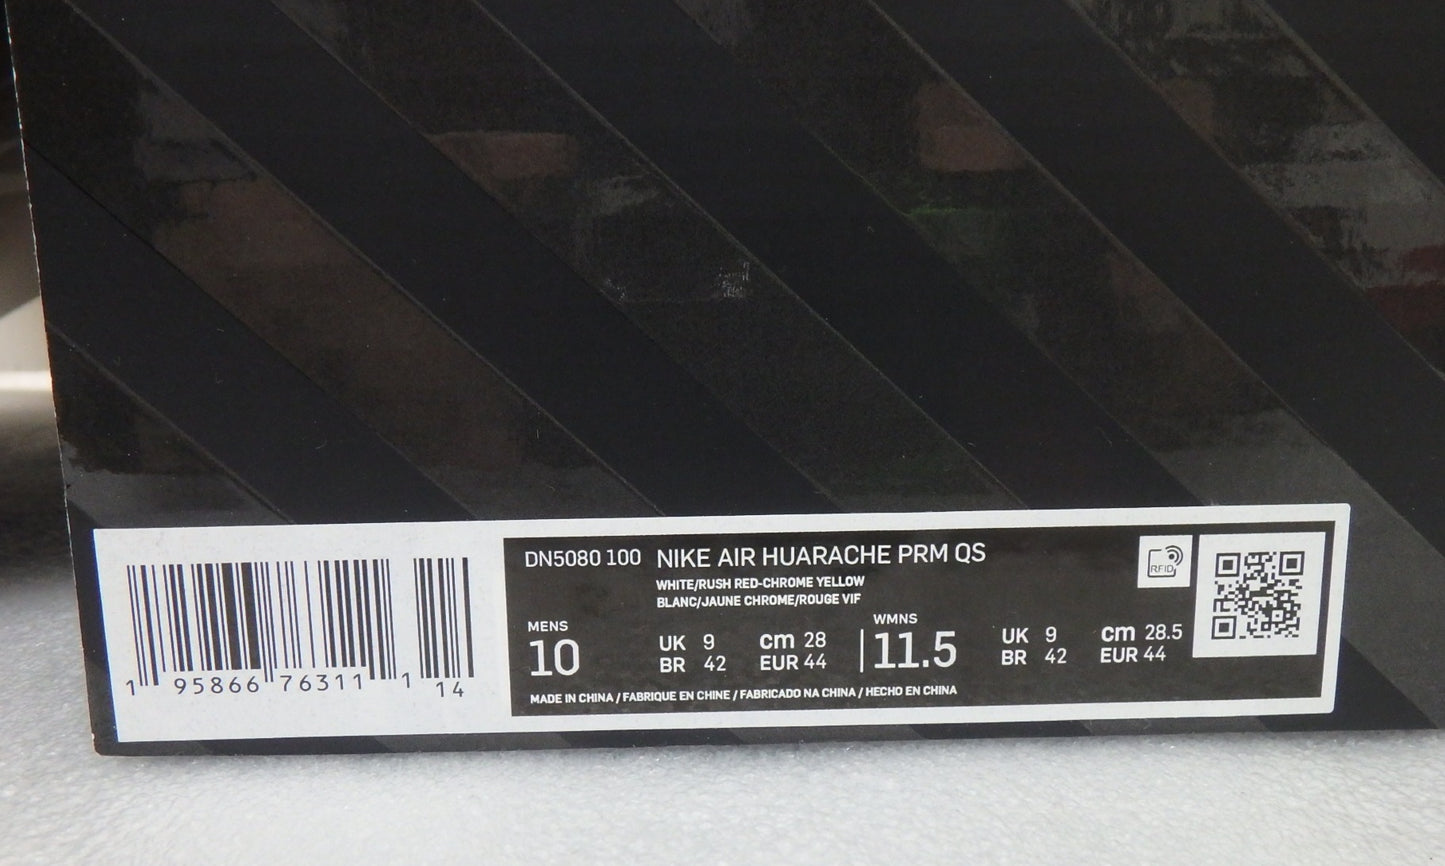 DN5080 100 NIKE AIR HUARACHE PRM QS
WHITE/RUSH RED-CHROME YELLOW
BLANC/JAUNE CHROME/ROUGE VIF
RFID
MENS
10
UK 9 cm 28
BR 42 EUR 44
WMNS
11.5
UK 9 cm 28.5
BR 42 EUR 44
MADE IN CHINA / FABRIQUE EN CHINE / FABRICADO NA CHINA / HECHO EN CHINA
1 95866 76311 1 14